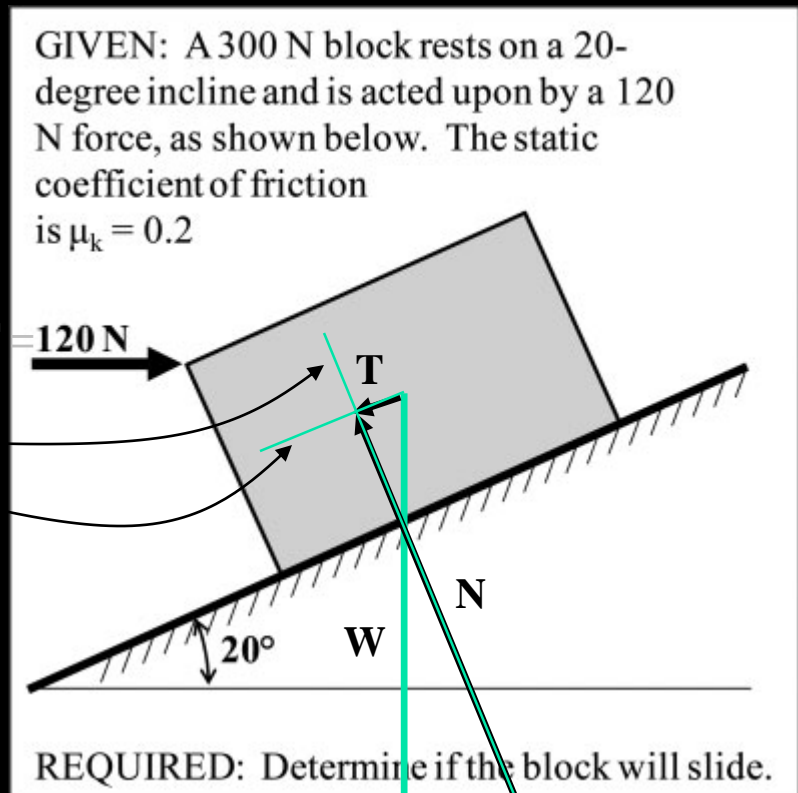 GIVEN: A 300 N block rests on a 20-
degree incline and is acted upon by a 120
N force, as shown below. The static
coefficient of friction
is μₖ = 0.2
=120 N
T
N
W
20°
REQUIRED: Determine if the block will slide.